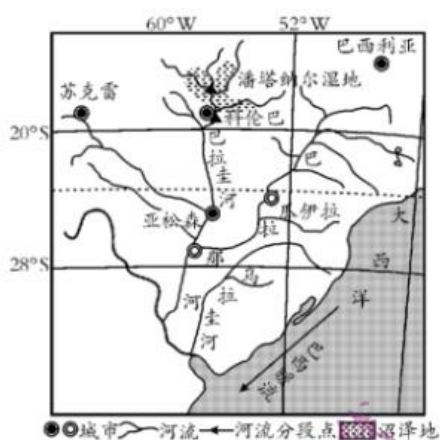 60°W 52°W
巴西利亚
苏克雷
潘塔纳尔湿地
20°S
科伦巴
巴拉圭河
巴拉那河
亚松森
瓜伊拉
大西洋
28°S
乌拉圭河
巴西暖流
城市 河流 河流分段点 沼泽地